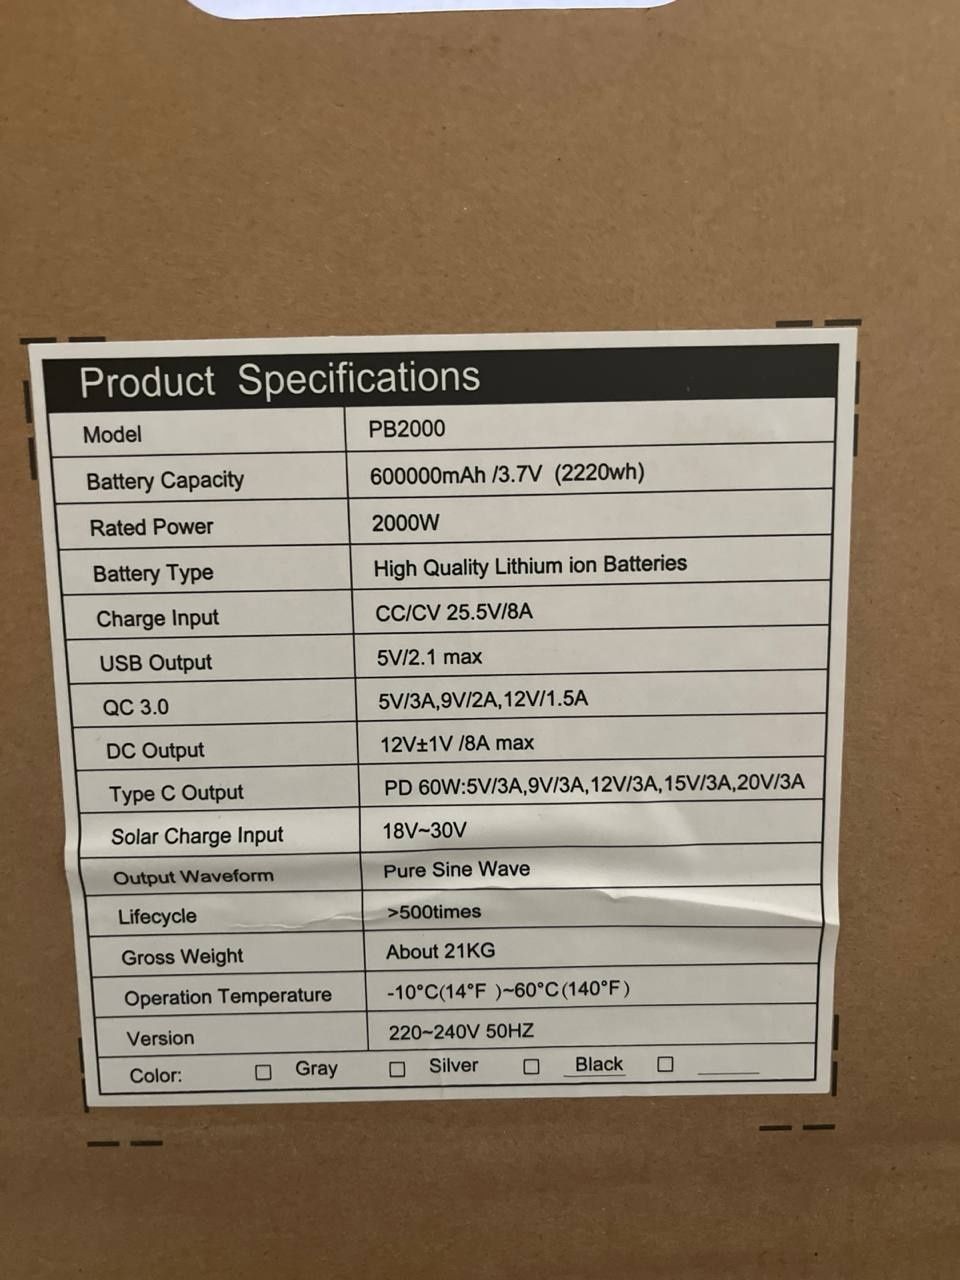 Product Specifications
Model PB2000
Battery Capacity 600000mAh /3.7V (2220wh)
Rated Power 2000W
Battery Type High Quality Lithium ion Batteries
Charge Input CC/CV 25.5V/8A
USB Output 5V/2.1 max
QC 3.0 5V/3A,9V/2A,12V/1.5A
DC Output 12V±1V /8A max
Type C Output PD 60W:5V/3A,9V/3A,12V/3A,15V/3A,20V/3A
Solar Charge Input 18V~30V
Output Waveform Pure Sine Wave
Lifecycle >500times
Gross Weight About 21KG
Operation Temperature -10°C(14°F )~60°C(140°F)
Version 220~240V 50HZ
Color: □ Gray □ Silver □ Black □ ______